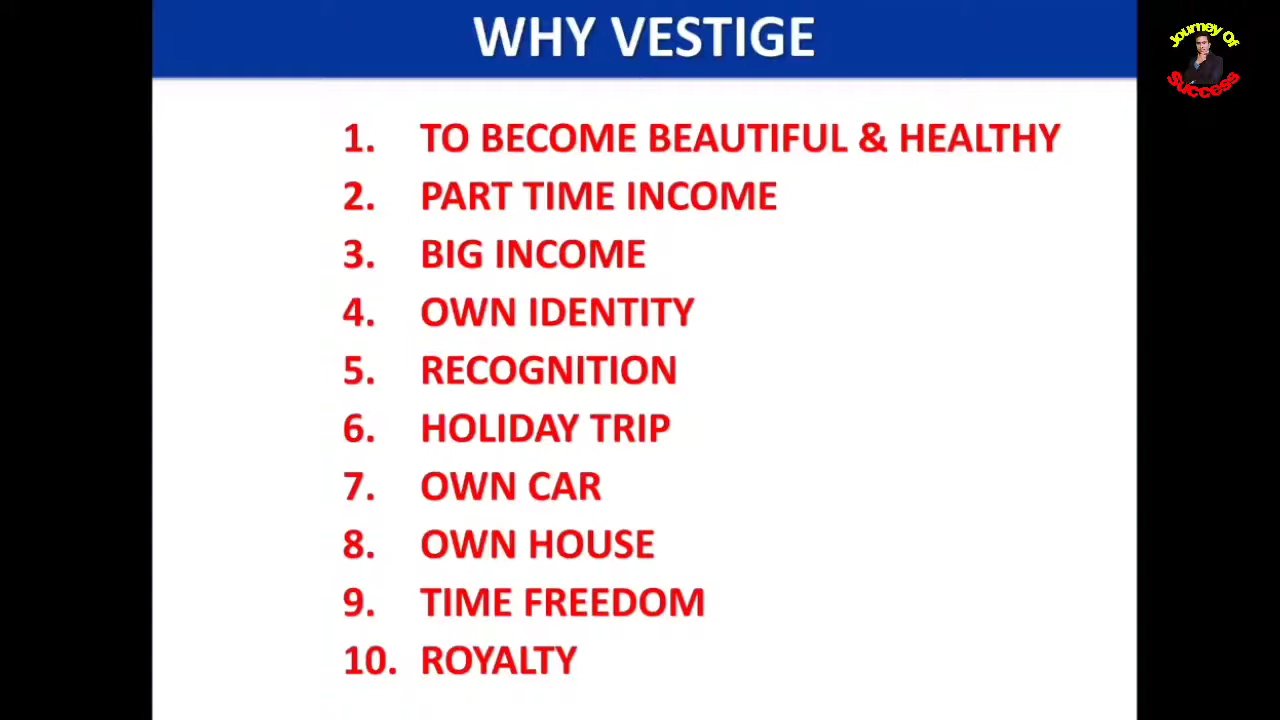 WHY VESTIGE
Journey Of
Success
1. TO BECOME BEAUTIFUL & HEALTHY
2. PART TIME INCOME
3. BIG INCOME
4. OWN IDENTITY
5. RECOGNITION
6. HOLIDAY TRIP
7. OWN CAR
8. OWN HOUSE
9. TIME FREEDOM
10. ROYALTY